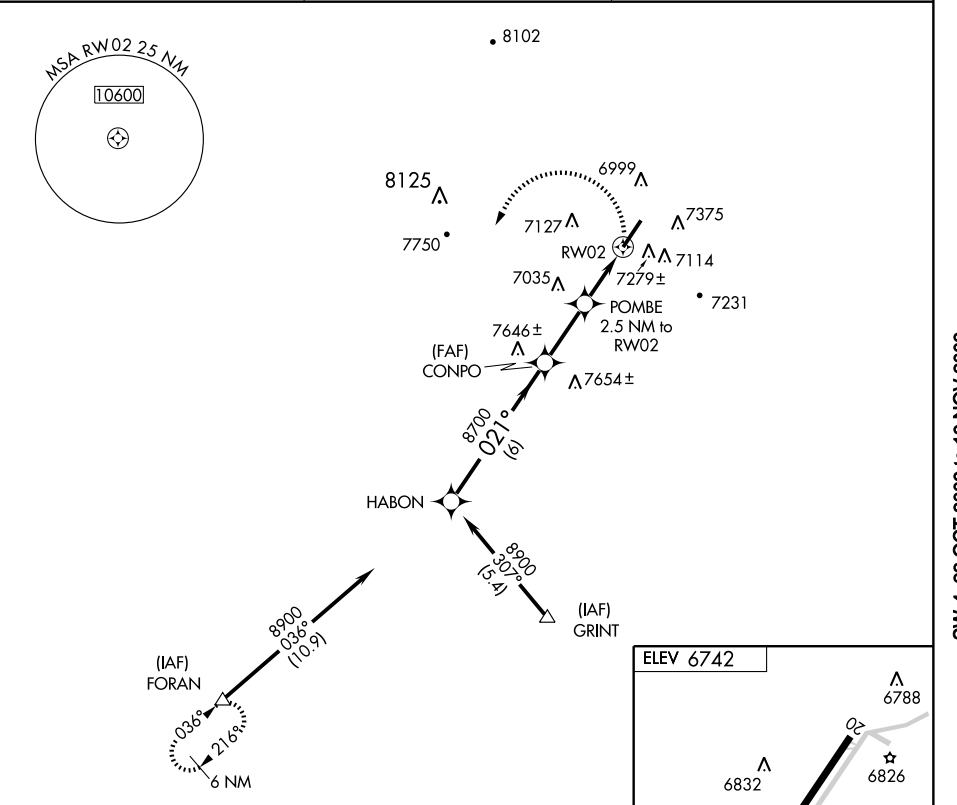 MSA RW02 25 NM
10600
8102
8125
7750
6999
7127
7375
RW02
7114
7279±
7035
7231
POMBE
2.5 NM to
RW02
7646±
(FAF)
CONPO
7654±
8700
021°
(6)
HABON
8900
307°
(5.4)
(IAF)
GRINT
8900
036°
(10.9)
(IAF)
FORAN
036°
216°
6 NM
ELEV 6742
6788
20
6832
6826